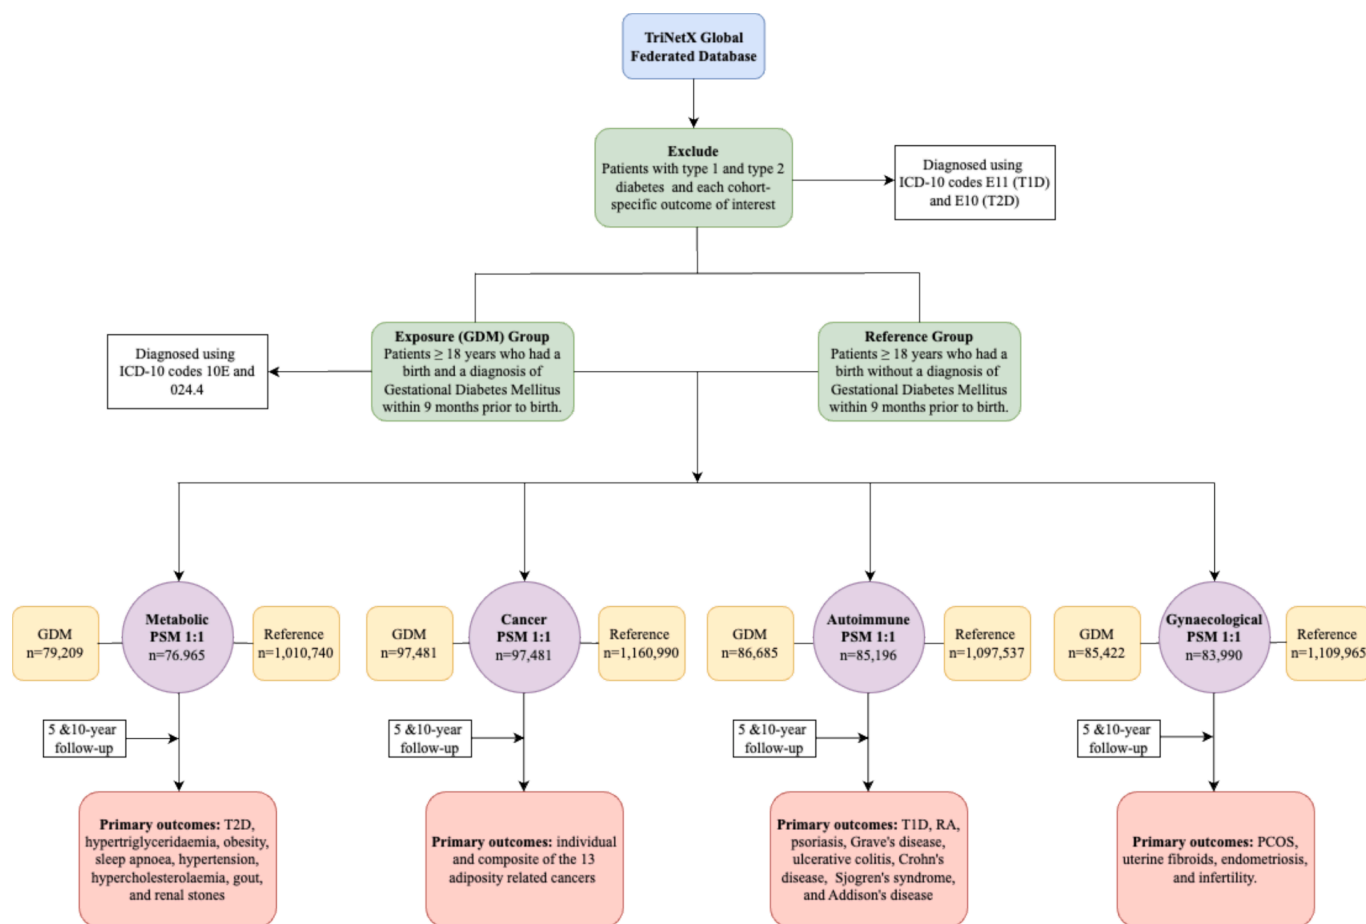 TriNetX Global
Federated Database
Exclude
Patients with type 1 and type 2
diabetes and each cohort-
specific outcome of interest
Diagnosed using
ICD-10 codes E11 (T1D)
and E10 (T2D)
Diagnosed using
ICD-10 codes 10E and
024.4
Exposure (GDM) Group
Patients ≥ 18 years who had a
birth and a diagnosis of
Gestational Diabetes Mellitus
within 9 months prior to birth.
Reference Group
Patients ≥ 18 years who had a
birth without a diagnosis of
Gestational Diabetes Mellitus
within 9 months prior to birth.
GDM
n=79,209
Metabolic
PSM 1:1
n=76.965
Reference
n=1,010,740
GDM
n=97,481
Cancer
PSM 1:1
n=97,481
Reference
n=1,160,990
GDM
n=86,685
Autoimmune
PSM 1:1
n=85,196
Reference
n=1,097,537
GDM
n=85,422
Gynaecological
PSM 1:1
n=83,990
Reference
n=1,109,965
5 &10-year
follow-up
5 &10-year
follow-up
5 &10-year
follow-up
5 &10-year
follow-up
Primary outcomes: T2D,
hypertriglyceridaemia, obesity,
sleep apnoea, hypertension,
hypercholesterolaemia, gout,
and renal stones
Primary outcomes: individual
and composite of the 13
adiposity related cancers
Primary outcomes: T1D, RA,
psoriasis, Grave's disease,
ulcerative colitis, Crohn's
disease, Sjogren's syndrome,
and Addison's disease
Primary outcomes: PCOS,
uterine fibroids, endometriosis,
and infertility.